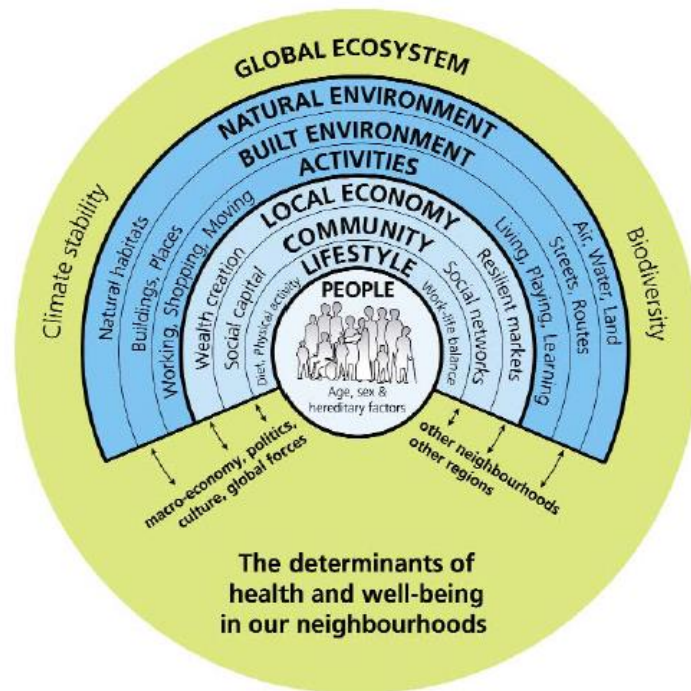 GLOBAL ECOSYSTEM
NATURAL ENVIRONMENT
BUILT ENVIRONMENT
ACTIVITIES
LOCAL ECONOMY
COMMUNITY
LIFESTYLE
PEOPLE
Age, sex &
hereditary factors
Climate stability
Natural habitats
Buildings, Places
Working, Shopping, Moving
Wealth creation
Social capital
Diet, Physical activity
Work-life balance
Social networks
Resilient markets
Living, Playing, Learning
Streets, Routes
Air, Water, Land
Biodiversity
macro-economy, politics,
culture, global forces
other neighbourhoods
other regions
The determinants of
health and well-being
in our neighbourhoods